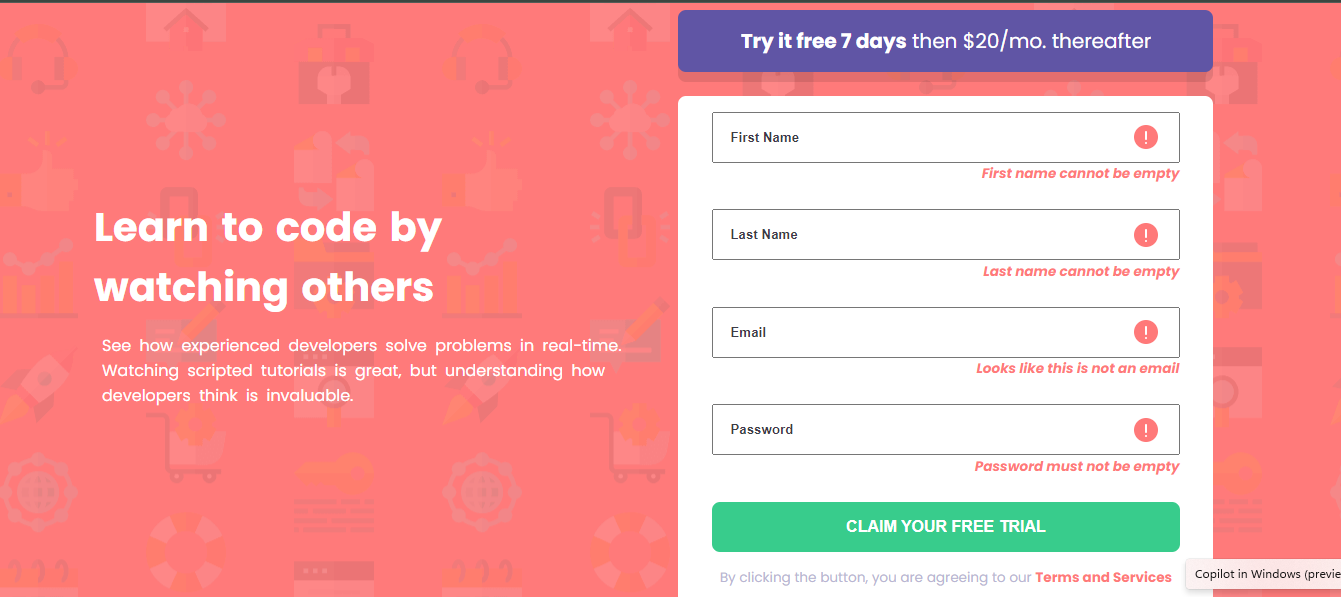 Try it free 7 days then $20/mo. thereafter
Learn to code by
watching others
See how experienced developers solve problems in real-time.
Watching scripted tutorials is great, but understanding how
developers think is invaluable.
First Name
First name cannot be empty
Last Name
Last name cannot be empty
Email
Looks like this is not an email
Password
Password must not be empty
CLAIM YOUR FREE TRIAL
By clicking the button, you are agreeing to our Terms and Services
Copilot in Windows (previe